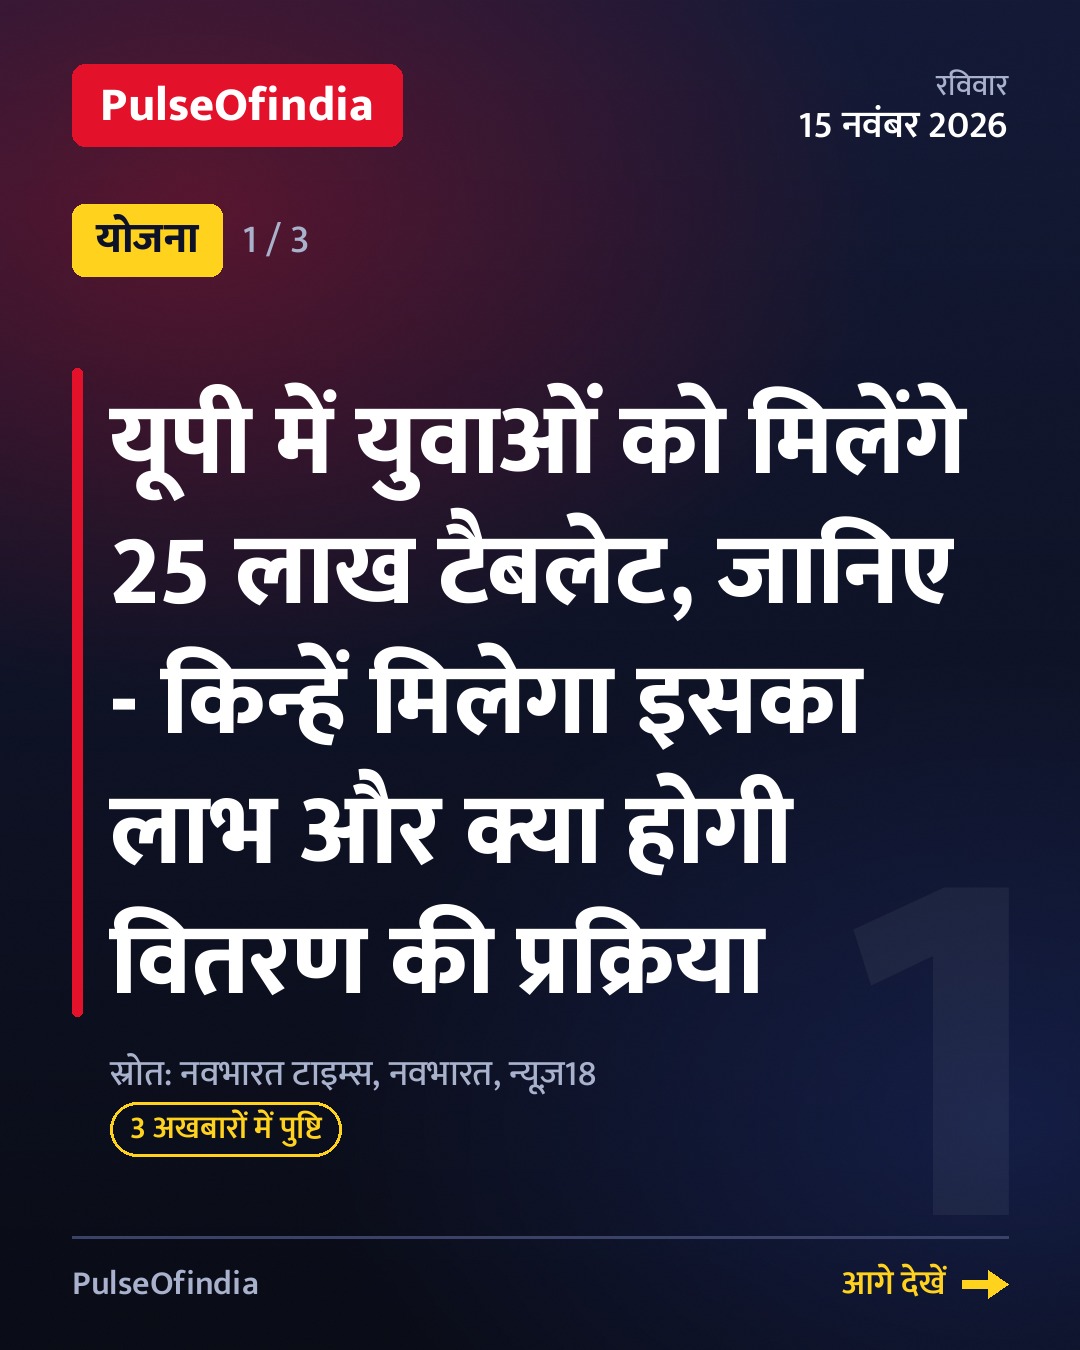 PulseOfindia
रविवार
15 नवंबर 2026
योजना
1 / 3
यूपी में युवाओं को मिलेंगे
25 लाख टैबलेट, जानिए
- किन्हें मिलेगा इसका
लाभ और क्या होगी
वितरण की प्रक्रिया
1
स्रोत: नवभारत टाइम्स, नवभारत, न्यूज़18
3 अखबारों में पुष्टि
PulseOfindia
आगे देखें